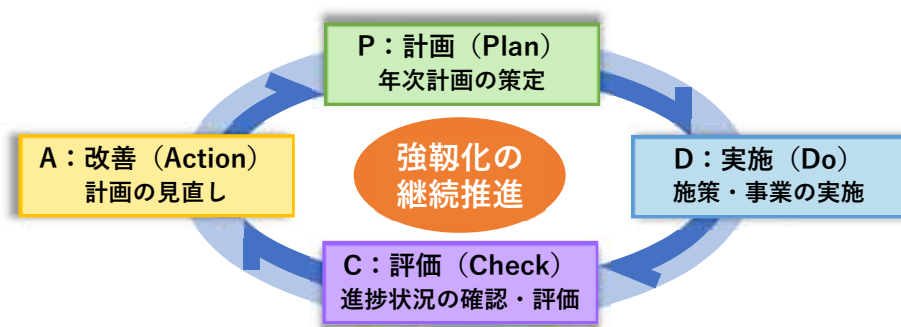 P：計画（Plan）
年次計画の策定
A：改善（Action）
計画の見直し
強靱化の
継続推進
D：実施（Do）
施策・事業の実施
C：評価（Check）
進捗状況の確認・評価